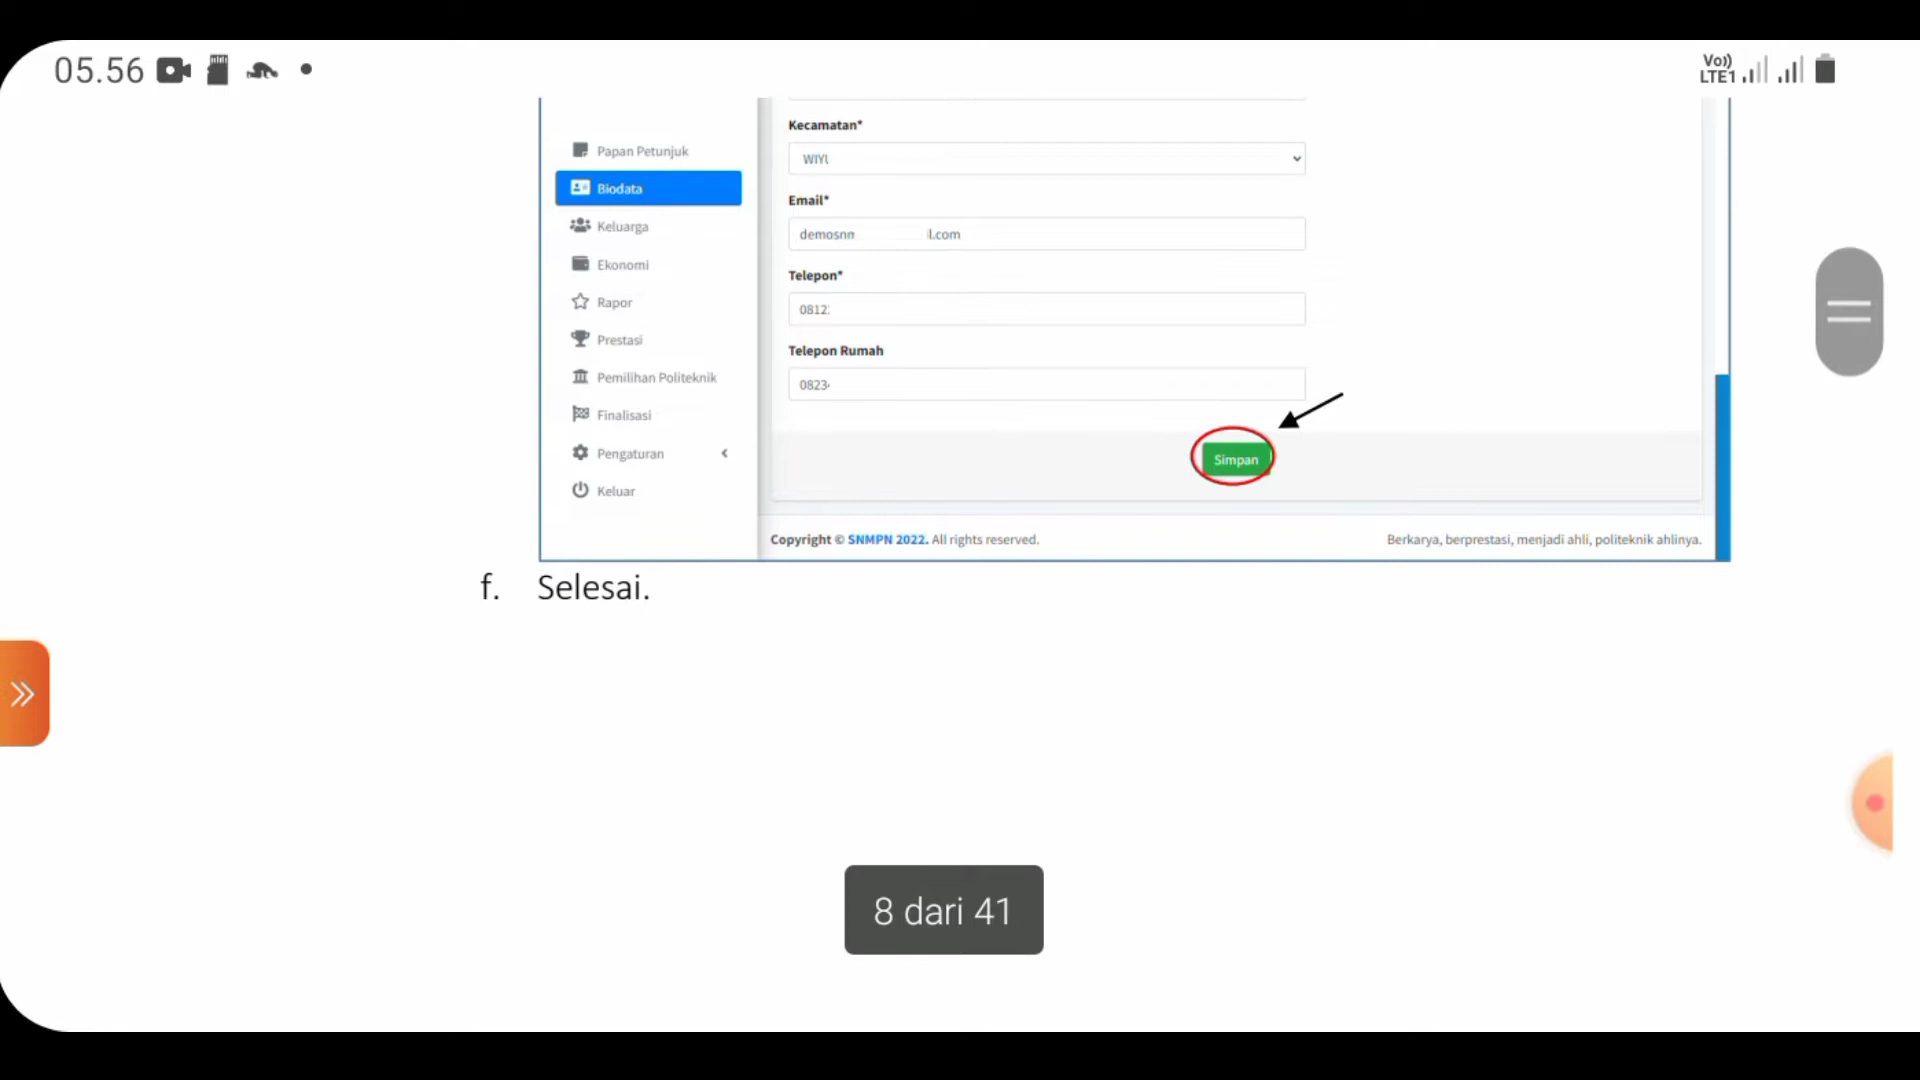 05.56
Vo))
LTE1
Papan Petunjuk
Biodata
Keluarga
Ekonomi
Rapor
Prestasi
Pemilihan Politeknik
Finalisasi
Pengaturan
Keluar
Kecamatan*
Email*
demosnm l.com
Telepon*
0812
Telepon Rumah
0823
Simpan
Copyright © SNMPN 2022. All rights reserved.
Berkarya, berprestasi, menjadi ahli, politeknik ahlinya.
f. Selesai.
8 dari 41